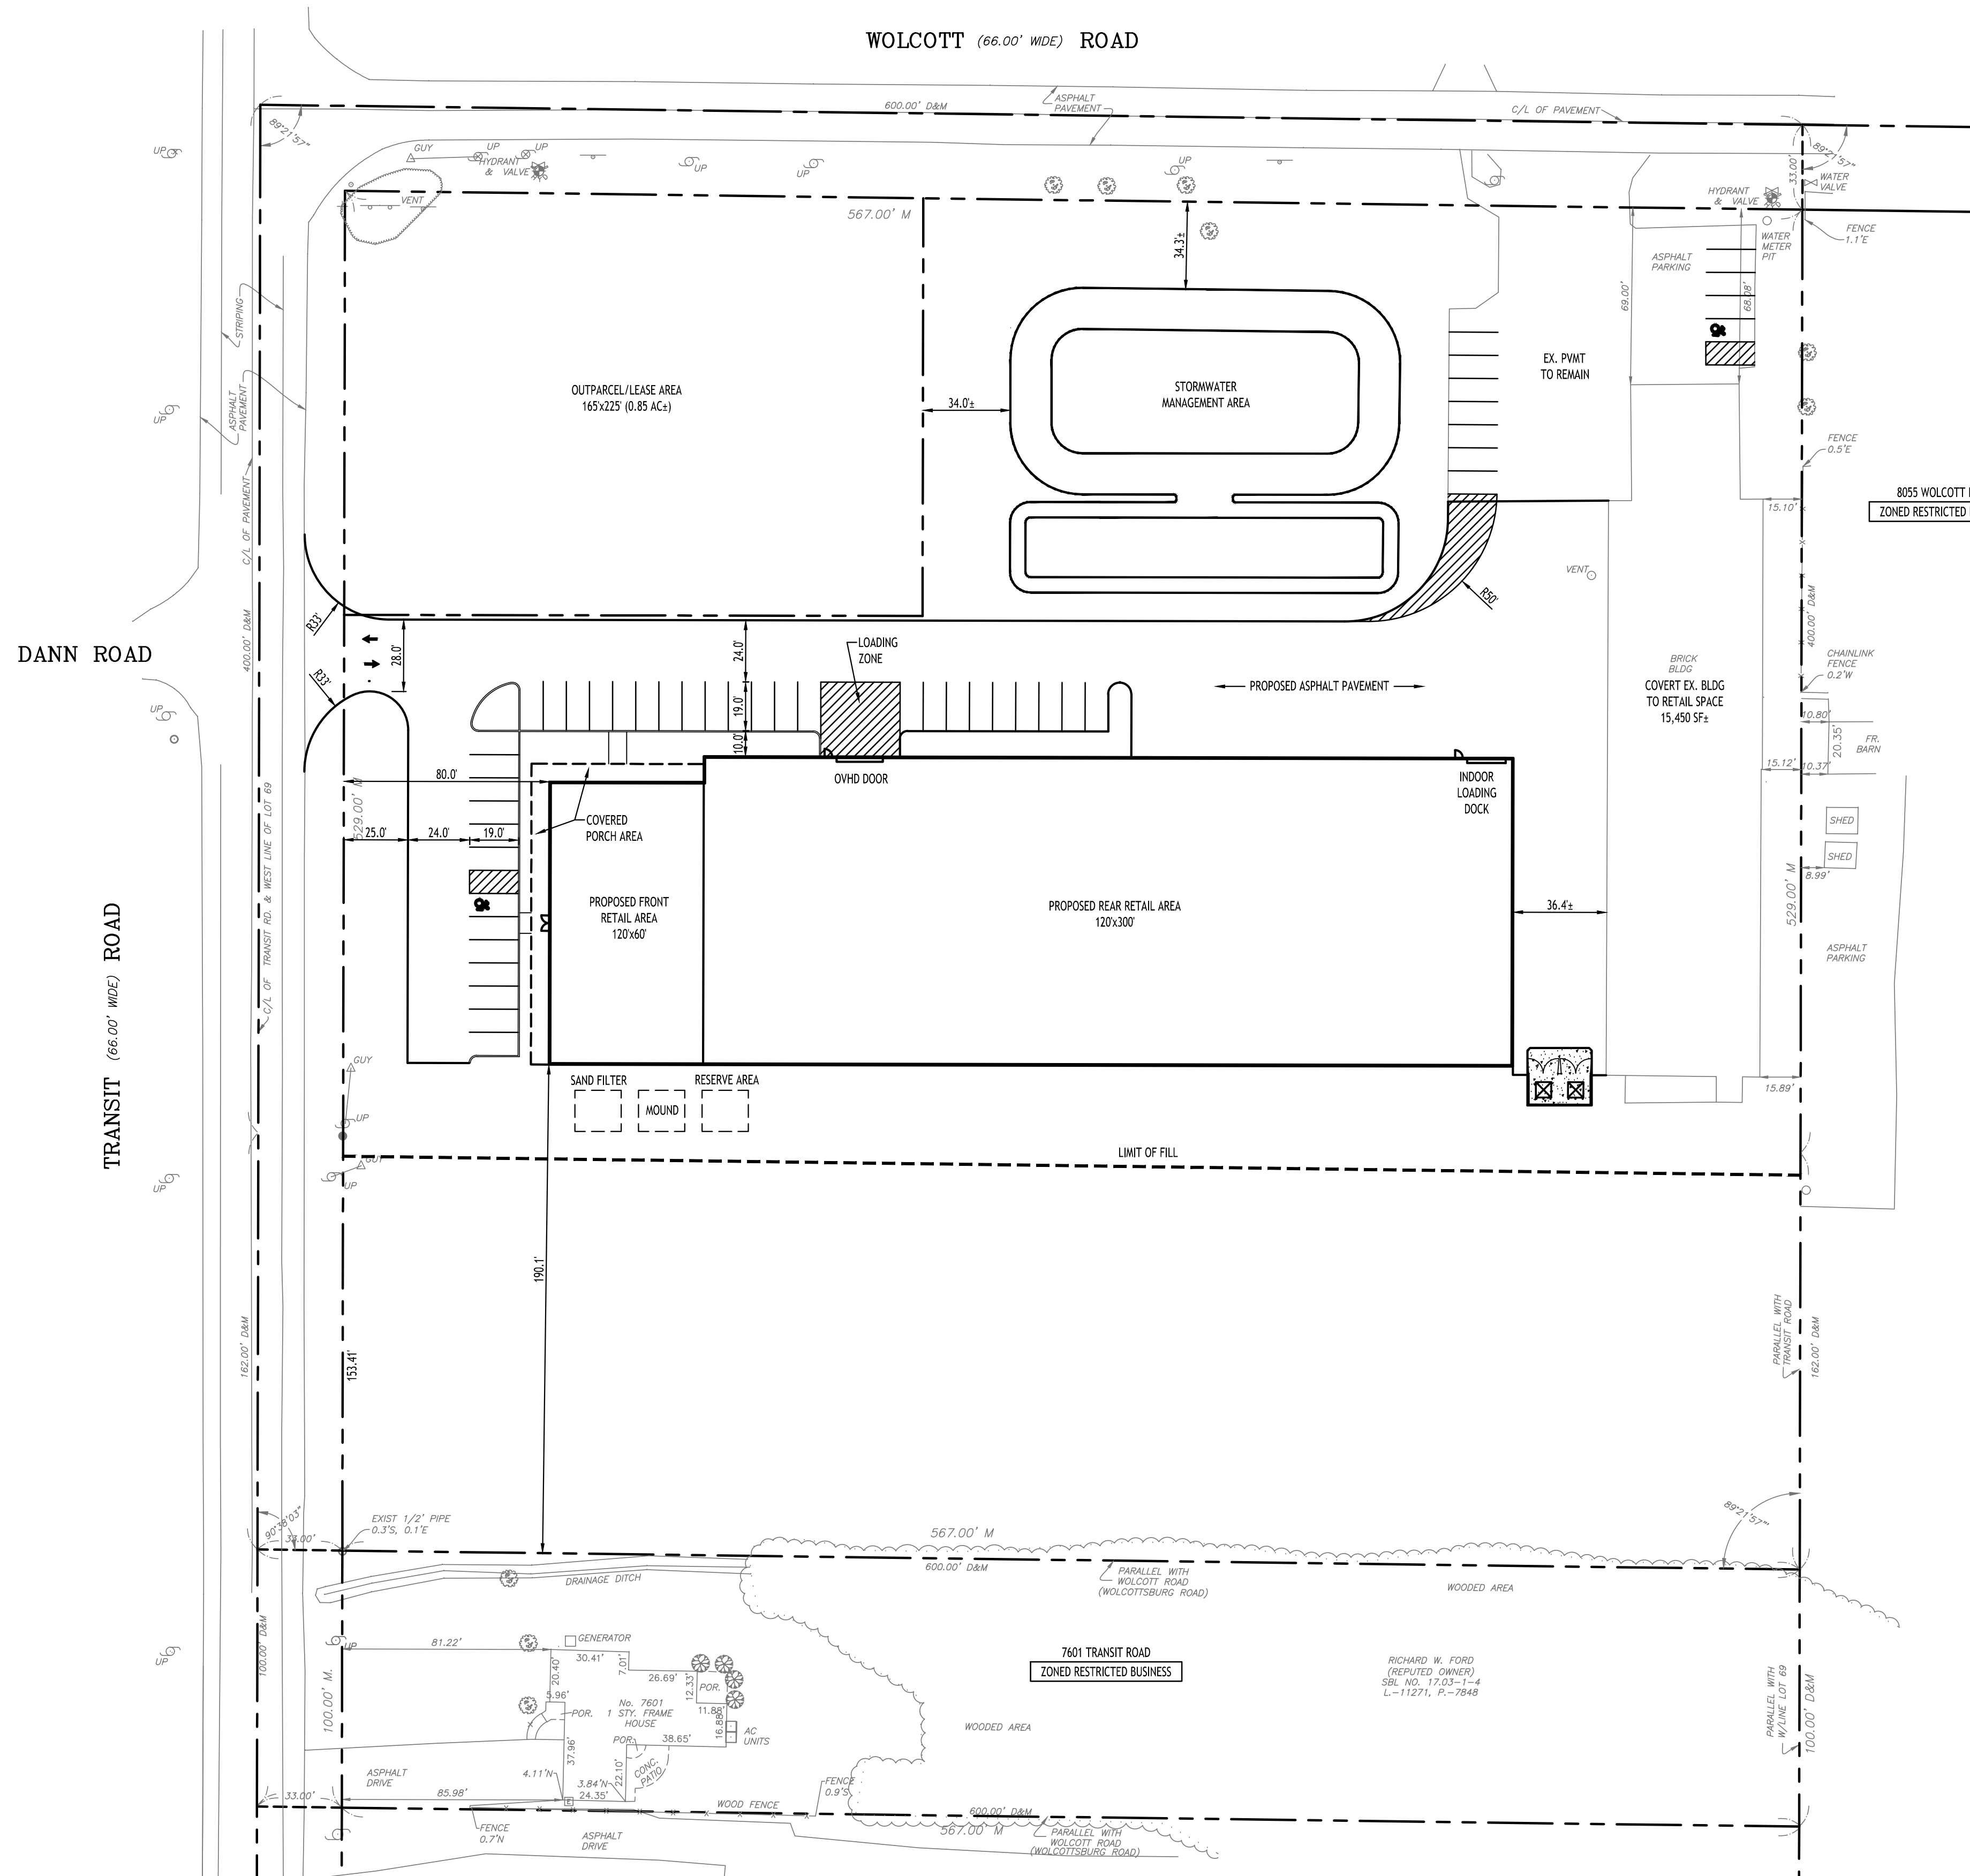 WOLCOTT (66.00' WIDE) ROAD
ASPHALT
PAVEMENT
600.00' D&M
C/L OF PAVEMENT
89°21'57"
89°21'57"
33.00'
WATER
VALVE
UP
GUY
UP
UP
HYDRANT
& VALVE
UP
UP
UP
VENT
567.00' M
HYDRANT
& VALVE
FENCE
1.1'E
WATER
METER
PIT
34.3'±
ASPHALT
PARKING
69.00'
68.08'
STRIPING
ASPHALT
PAVEMENT
UP
OUTPARCEL/LEASE AREA
165'x225' (0.85 AC±)
34.0'±
STORMWATER
MANAGEMENT AREA
EX. PVMT
TO REMAIN
FENCE
0.5'E
8055 WOLCOTT
ZONED RESTRICTED
15.10'
C/L OF PAVEMENT
400.00' D&M
VENT
R50'
400.00' D&M
DANN ROAD
R33'
R33'
28.0'
24.0'
LOADING
ZONE
19.0'
10.0'
PROPOSED ASPHALT PAVEMENT
BRICK
BLDG
COVERT EX. BLDG
TO RETAIL SPACE
15,450 SF±
CHAINLINK
FENCE
0.2'W
10.80'
20.35'
FR.
BARN
15.12'
10.37'
UP
80.0'
529.00' M
OVHD DOOR
INDOOR
LOADING
DOCK
COVERED
PORCH AREA
25.0'
24.0'
19.0'
SHED
SHED
8.99'
C/L OF TRANSIT RD. & WEST LINE OF LOT 69
PROPOSED FRONT
RETAIL AREA
120'x60'
PROPOSED REAR RETAIL AREA
120'x300'
36.4'±
529.00' M
ASPHALT
PARKING
TRANSIT (66.00' WIDE) ROAD
GUY
UP
SAND FILTER
MOUND
RESERVE AREA
15.89'
GUY
UP
UP
LIMIT OF FILL
190.1'
153.41'
162.00' D&M
PARALLEL WITH
TRANSIT ROAD
162.00' D&M
90°38'03"
33.00'
EXIST 1/2' PIPE
0.3'S, 0.1'E
567.00' M
89°21'57"
600.00' D&M
PARALLEL WITH
WOLCOTT ROAD
(WOLCOTTSBURG ROAD)
WOODED AREA
DRAINAGE DITCH
100.00' D&M
100.00' M.
UP
UP
81.22'
GENERATOR
30.41'
7.01'
20.40'
26.69'
12.33'
POR.
5.96'
11.88'
No. 7601
1 STY. FRAME
HOUSE
POR.
16.88'
AC
UNITS
POR.
38.65'
37.96'
22.10'
CONC.
PATIO
4.11'N
3.84'N
24.35'
E
ASPHALT
DRIVE
33.00'
85.98'
WOOD FENCE
FENCE
0.9'S
FENCE
0.7'N
ASPHALT
DRIVE
7601 TRANSIT ROAD
ZONED RESTRICTED BUSINESS
WOODED AREA
RICHARD W. FORD
(REPUTED OWNER)
SBL NO. 17.03-1-4
L.-11271, P.-7848
PARALLEL WITH
W/LINE LOT 69
100.00' D&M
600.00' D&M
567.00' M
PARALLEL WITH
WOLCOTT ROAD
(WOLCOTTSBURG ROAD)